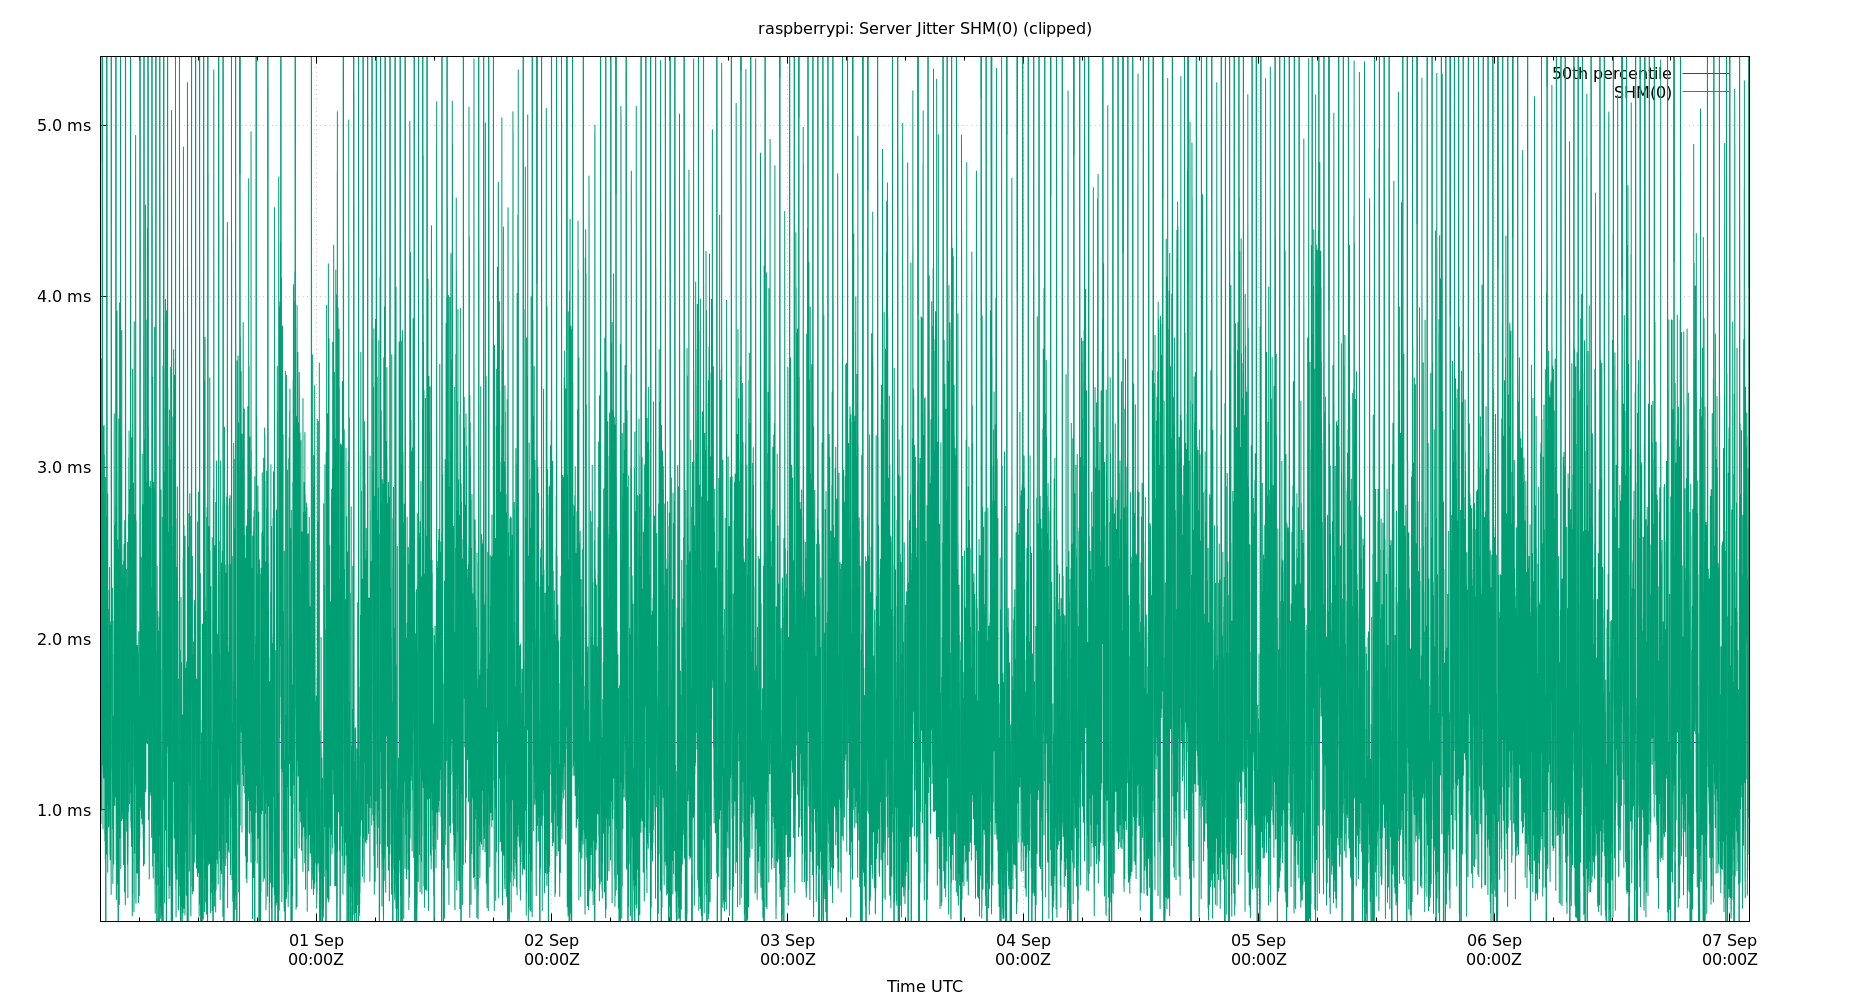 raspberrypi: Server Jitter SHM(0) (clipped)
50th percentile
SHM(0)
5.0 ms
4.0 ms
3.0 ms
2.0 ms
1.0 ms
01 Sep 02 Sep 03 Sep 04 Sep 05 Sep 06 Sep 07 Sep
00:00Z 00:00Z 00:00Z 00:00Z 00:00Z 00:00Z 00:00Z
Time UTC